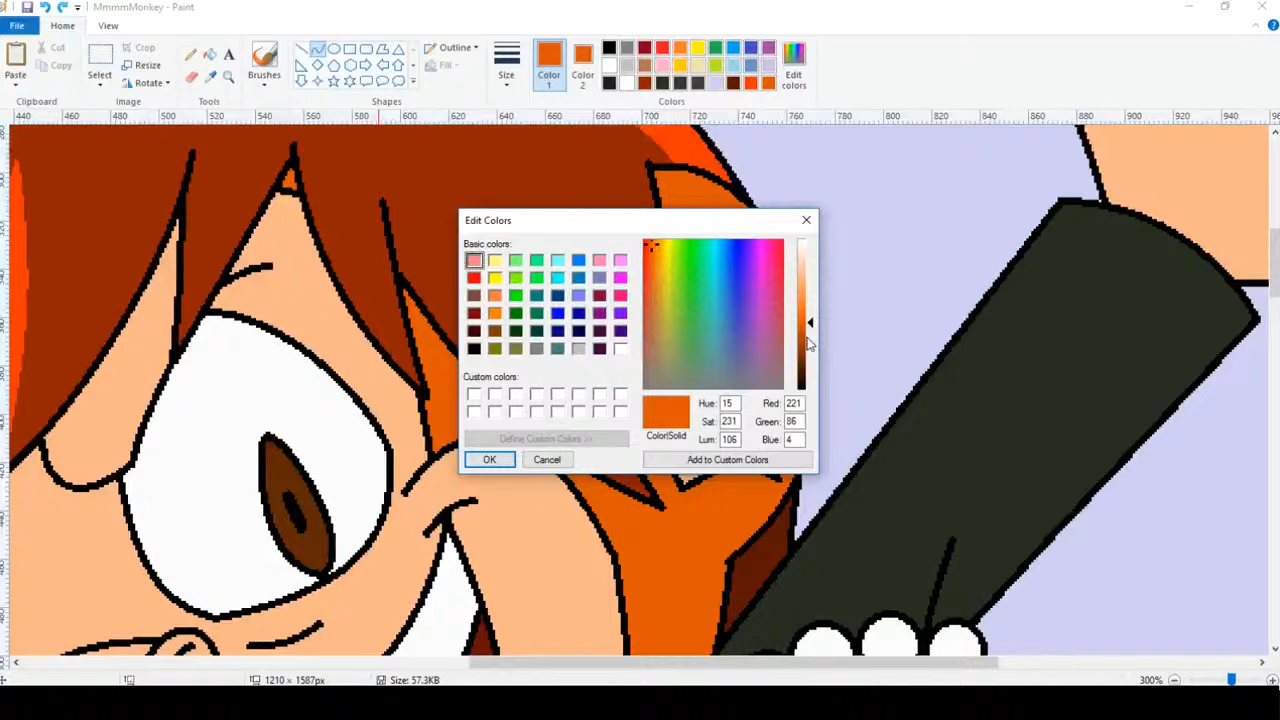 MmmmMonkey - Paint
File Home View
Paste Cut Copy
Select Crop Resize Rotate
Brushes
Outline Fill
Size
Color 1
Color 2
Edit colors
Clipboard Image Tools Shapes Colors
440 460 480 500 520 540 560 580 600 620 640 660 680 700 720 740 760 780 800 820 840 860 880 900 920 940 96
Edit Colors
Basic colors:
Custom colors:
Define Custom Colors >>
OK Cancel
Color|Solid
Hue: 15 Red: 221
Sat: 231 Green: 86
Lum: 106 Blue: 4
Add to Custom Colors
1210 × 1587px Size: 57.3KB 300%